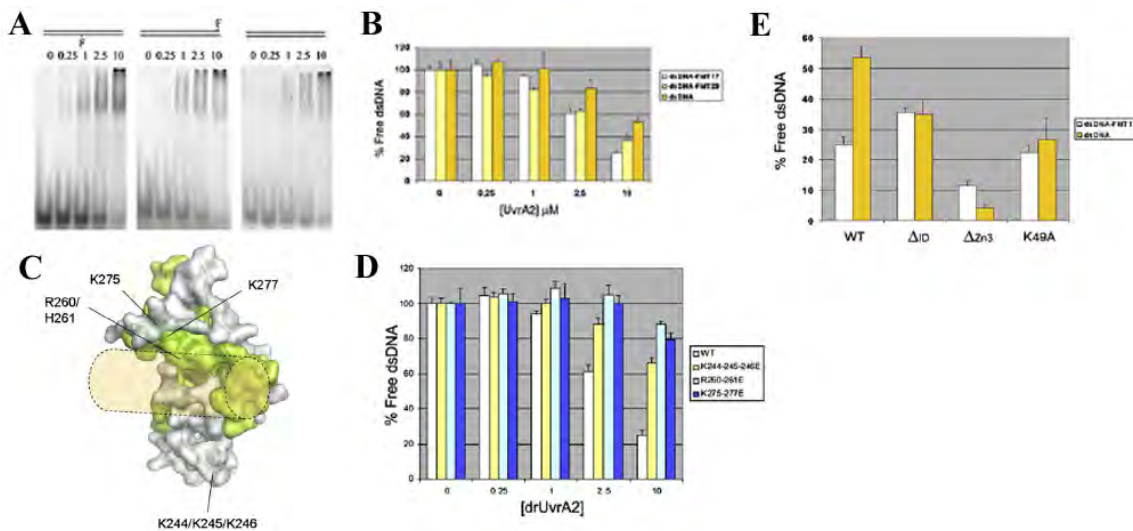 A
F
F
0 0.25 1 2.5 10
0 0.25 1 2.5 10
0 0.25 1 2.5 10
B
120
100
80
60
40
20
0
% Free dsDNA
0 0.25 1 2.5 10
[UvrA2] µM
dsDNA-FMT17
dsDNA-FMT29
dsDNA
E
60
50
40
30
20
10
0
% Free dsDNA
WT ΔID Δzn3 K49A
dsDNA-FMT1
dsDNA
C
K275
K277
R260/
H261
K244/K245/K246
D
120
100
80
60
40
20
0
% Free dsDNA
0 0.25 1 2.5 10
[drUvrA2]
WT
K244-245-246E
R260-261E
K275-277E